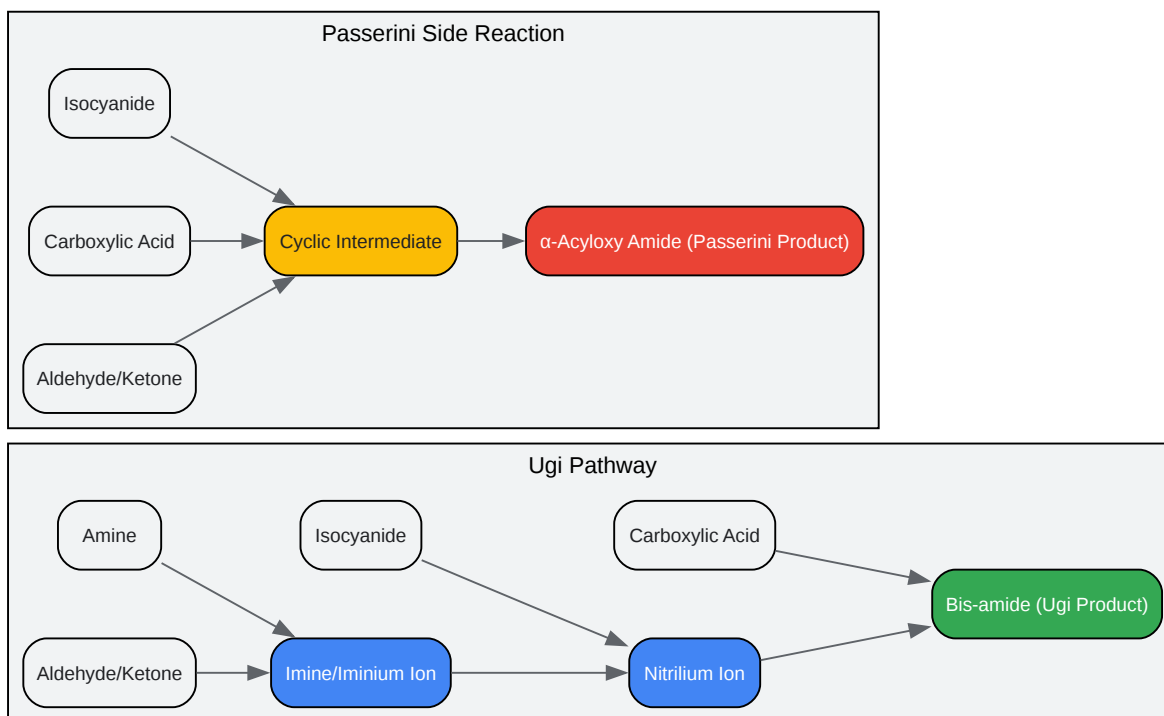 Passerini Side Reaction
Isocyanide
Carboxylic Acid
Cyclic Intermediate
α-Acyloxy Amide (Passerini Product)
Aldehyde/Ketone
Ugi Pathway
Amine
Isocyanide
Carboxylic Acid
Bis-amide (Ugi Product)
Aldehyde/Ketone
Imine/Iminium Ion
Nitrilium Ion